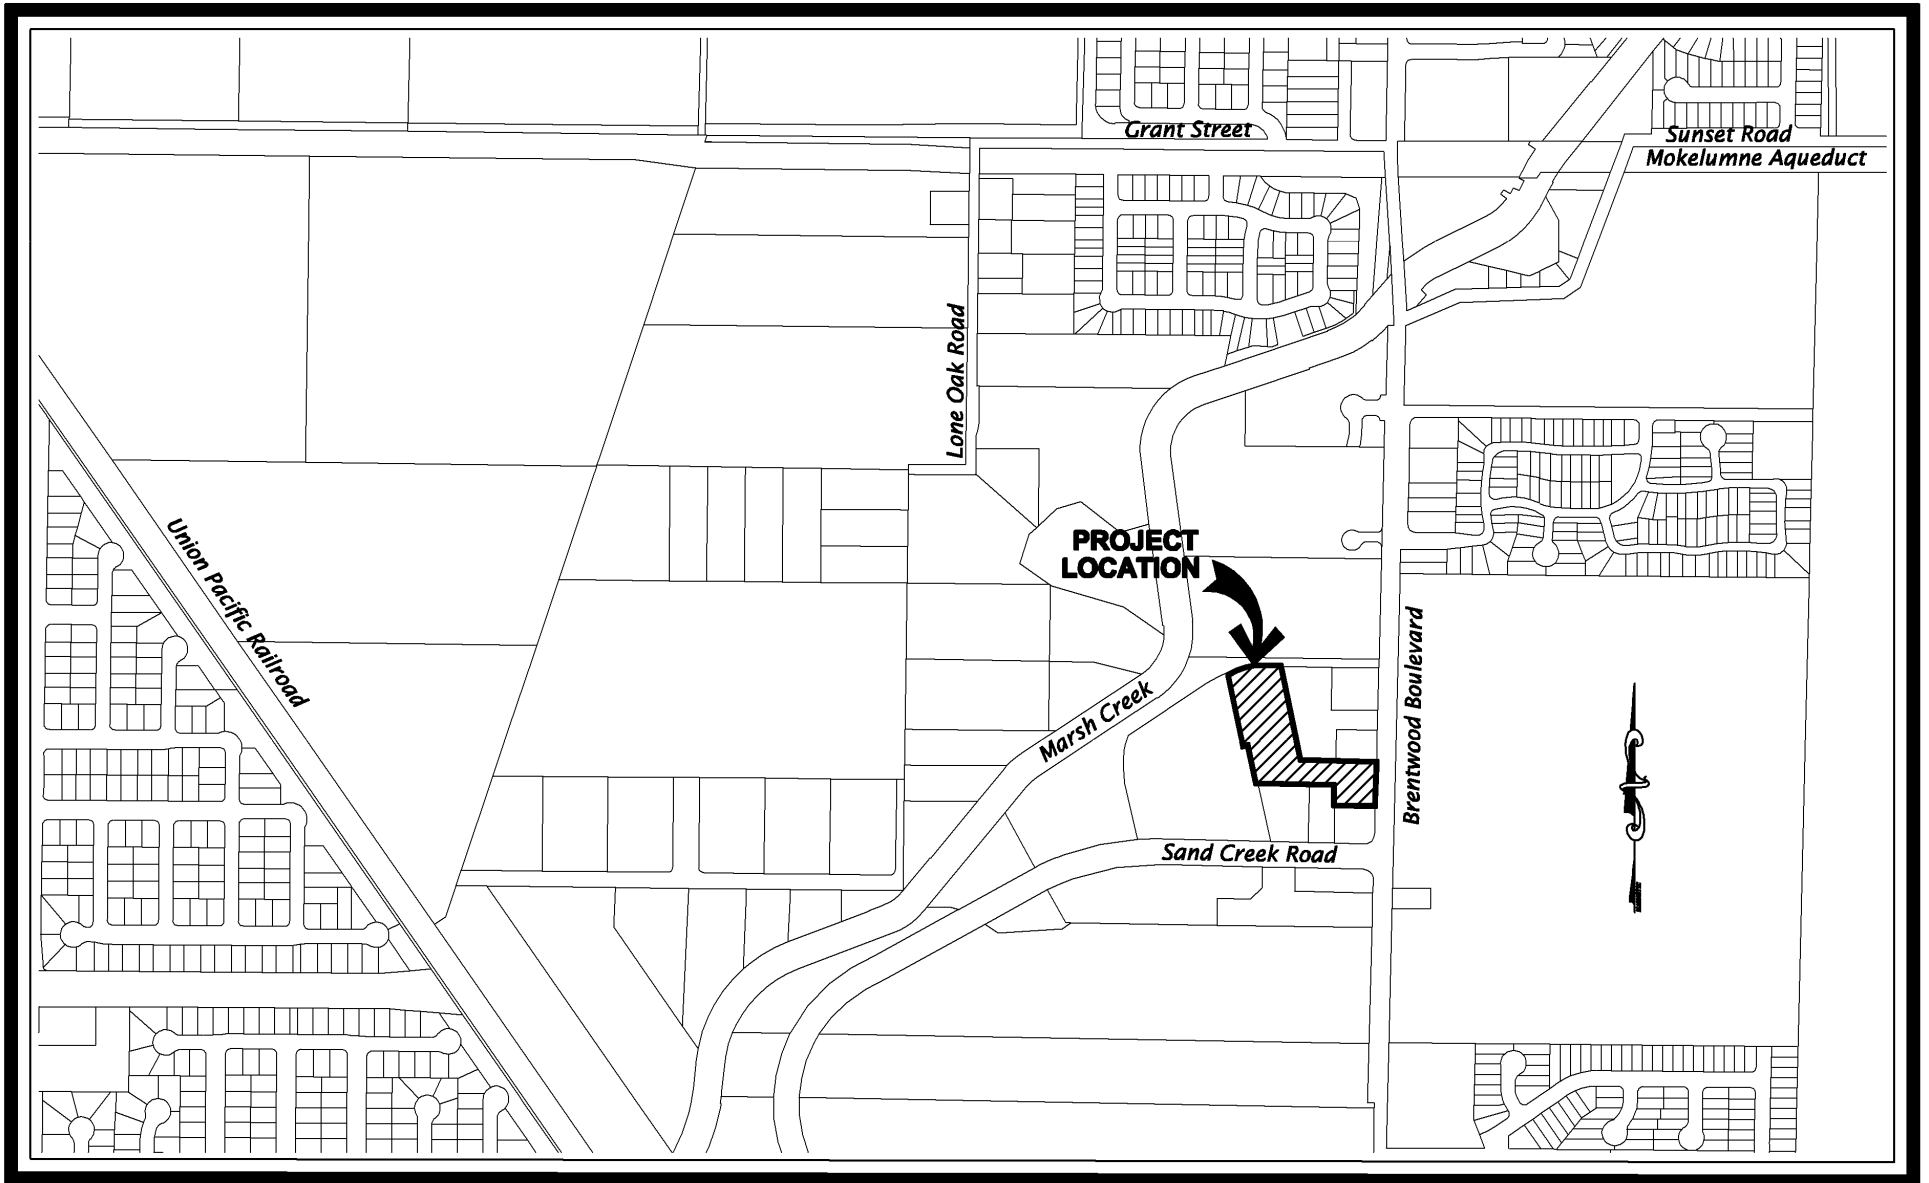 Grant Street
Sunset Road
Mokelumne Aqueduct
Lone Oak Road
Union Pacific Railroad
PROJECT
LOCATION
Marsh Creek
Brentwood Boulevard
Sand Creek Road